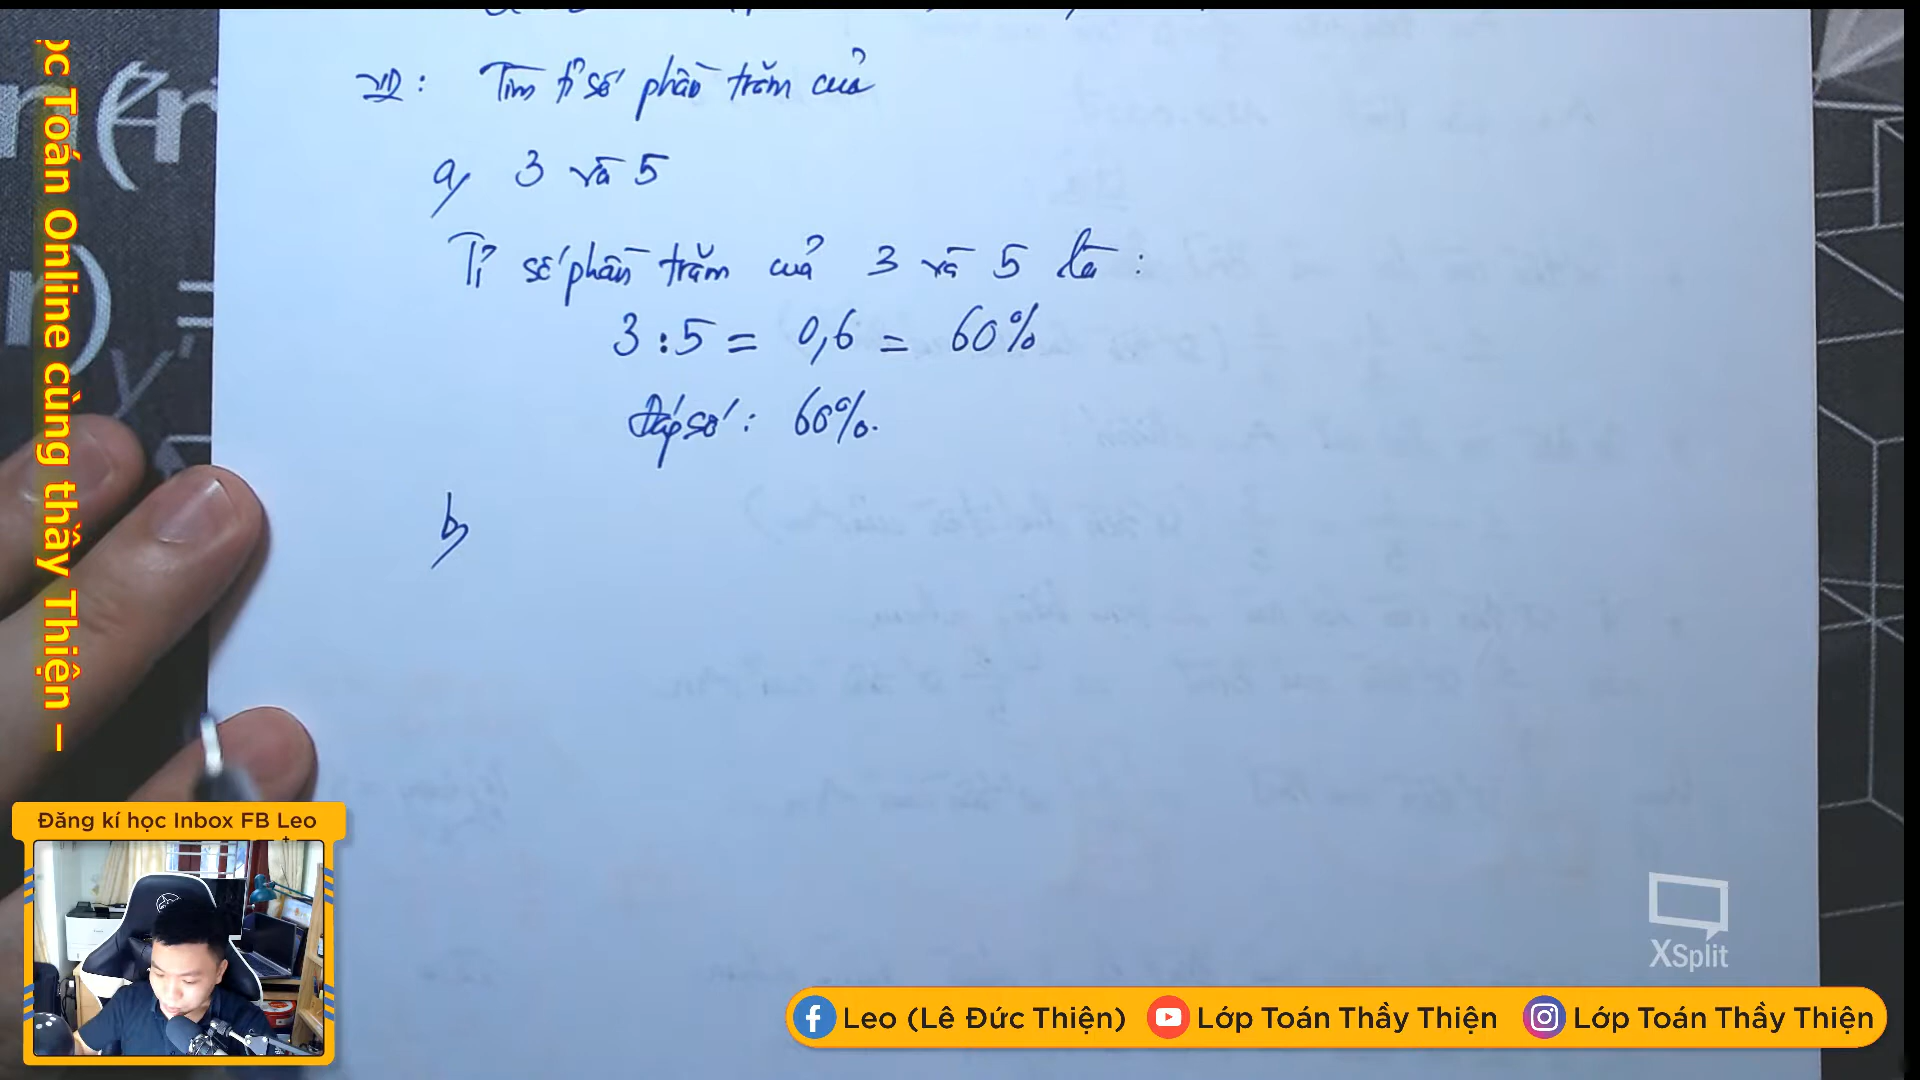 VD: Tìm tỉ số phần trăm của
a, 3 và 5
Tỉ số phần trăm của 3 và 5 là:
3 : 5 = 0,6 = 60%
Đáp số: 60%.
b,
Toán Online cùng thầy Thiện –
Đăng kí học Inbox FB Leo
XSplit
Leo (Lê Đức Thiện)
Lớp Toán Thầy Thiện
Lớp Toán Thầy Thiện